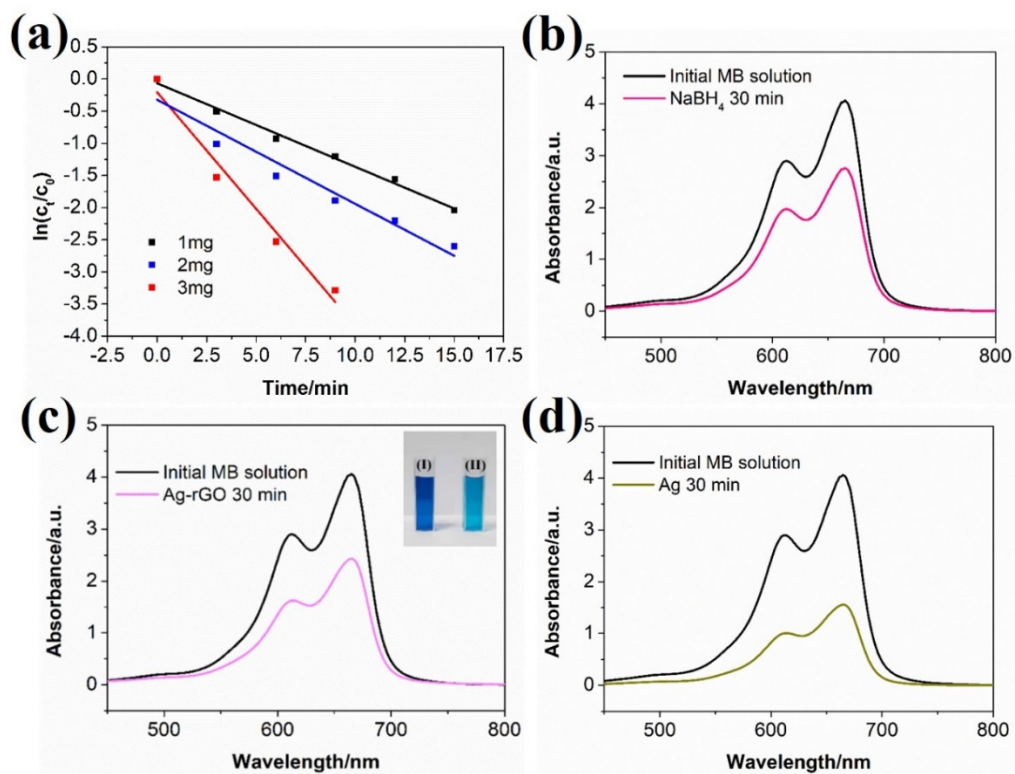 (a)
0.5
0.0
-0.5
-1.0
-1.5
-2.0
-2.5
-3.0
-3.5
-4.0
ln(cₜ/c₀)
1mg
2mg
3mg
-2.5 0.0 2.5 5.0 7.5 10.0 12.5 15.0 17.5
Time/min
(b)
5
4
3
2
1
0
Absorbance/a.u.
Initial MB solution
NaBH₄ 30 min
500 600 700 800
Wavelength/nm
(c)
5
4
3
2
1
0
Absorbance/a.u.
Initial MB solution
Ag-rGO 30 min
(I) (II)
500 600 700 800
Wavelength/nm
(d)
5
4
3
2
1
0
Absorbance/a.u.
Initial MB solution
Ag 30 min
500 600 700 800
Wavelength/nm